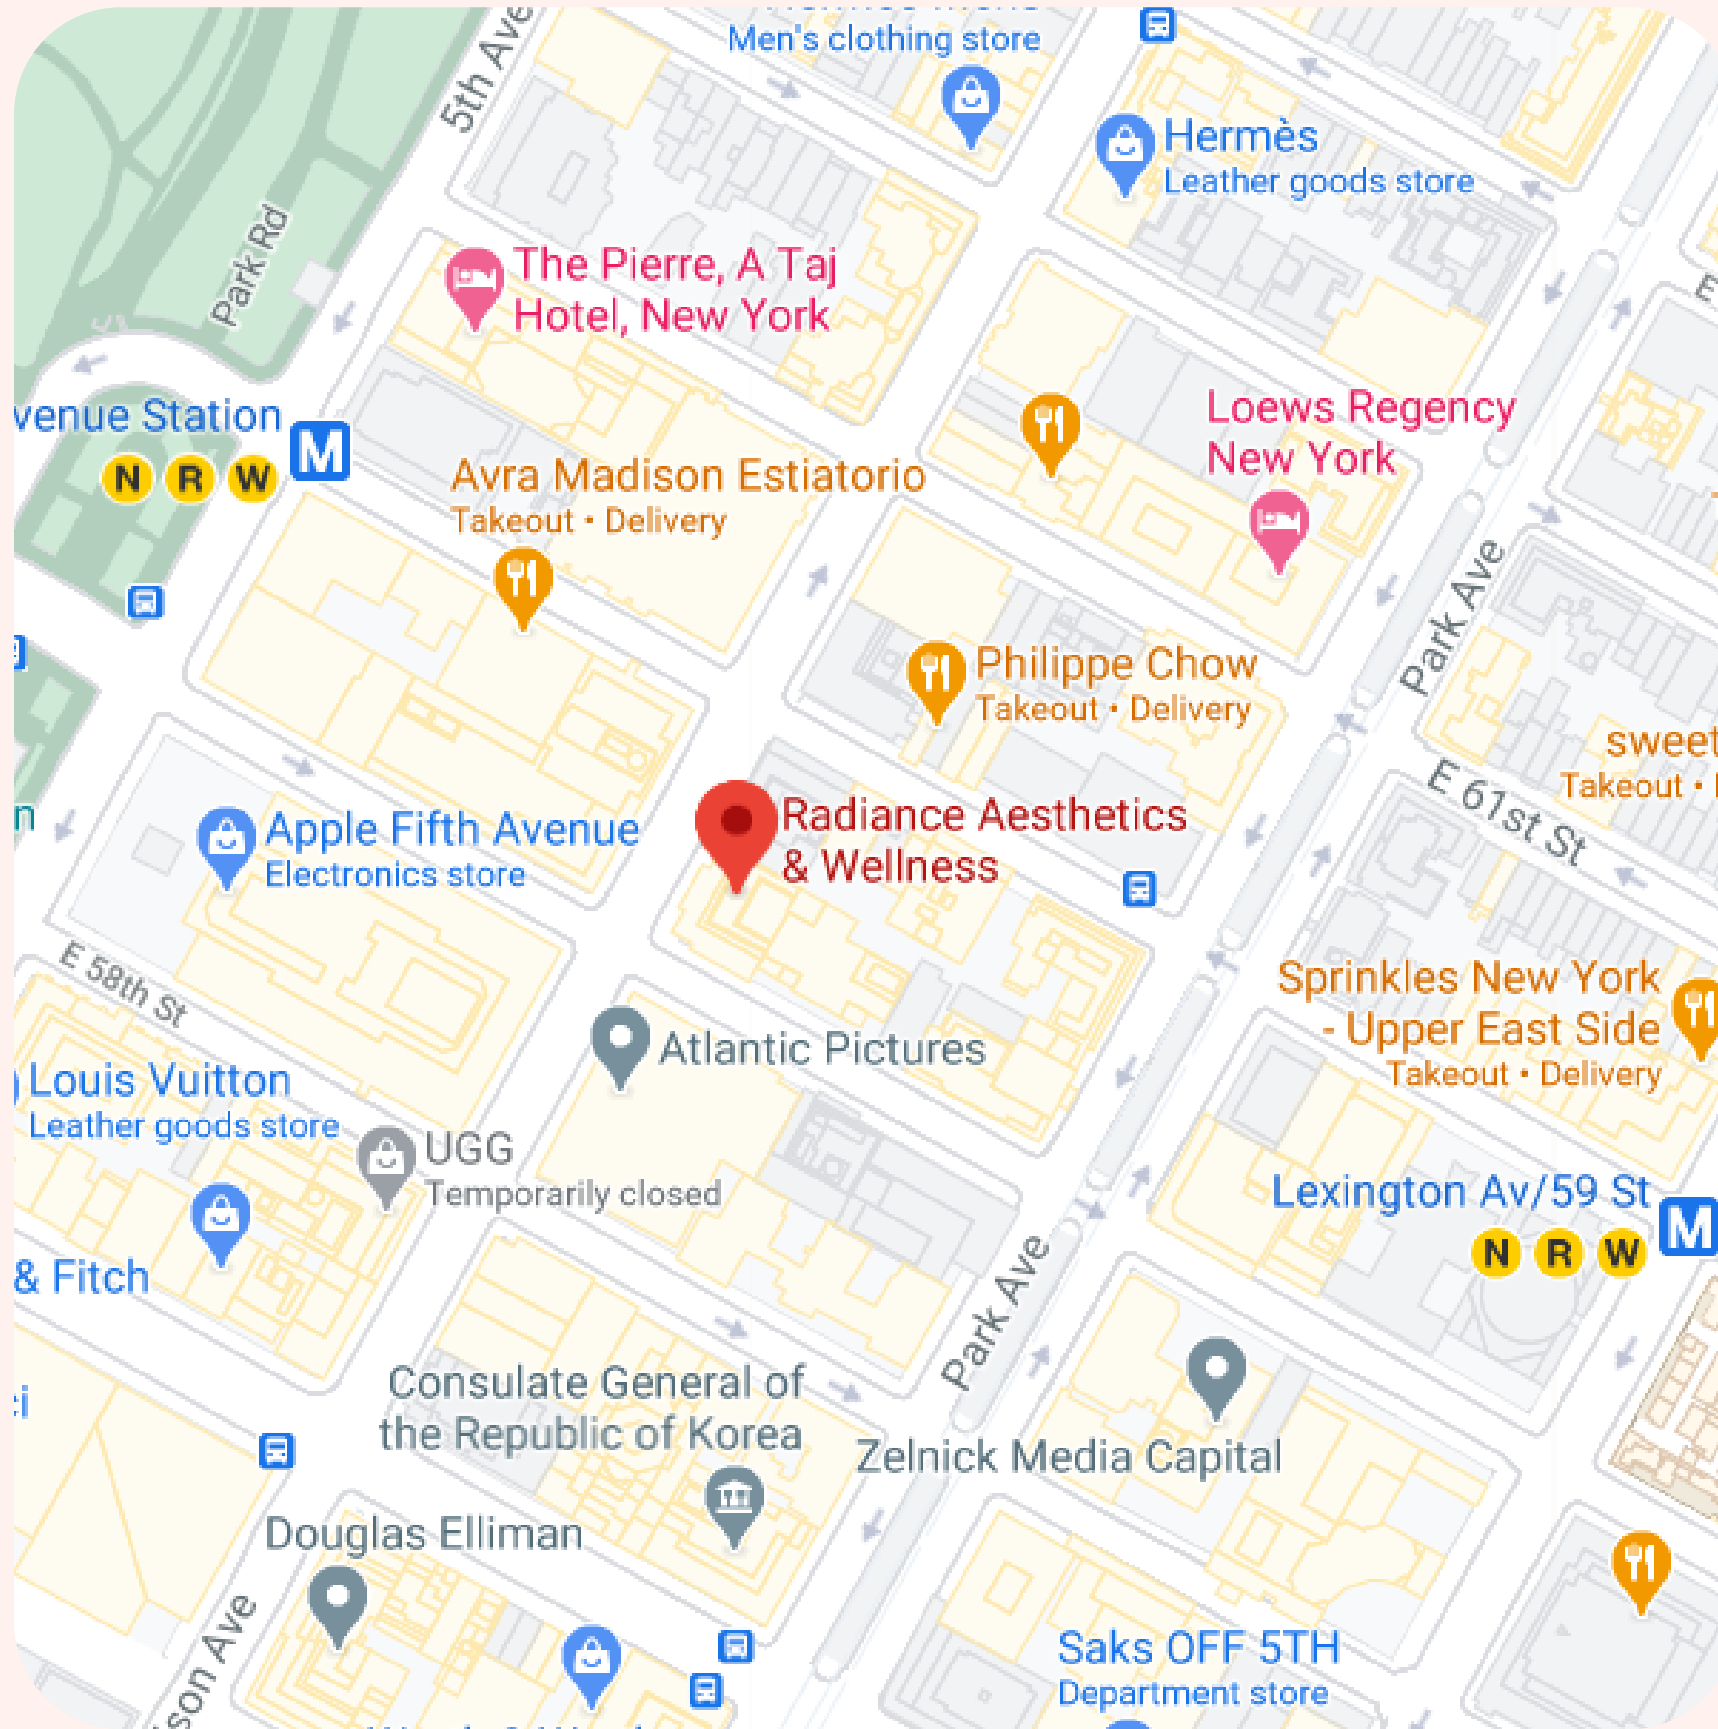 Men's clothing store
5th Ave
Hermès
Leather goods store
Park Rd
The Pierre, A Taj
Hotel, New York
E
venue Station
M
N R W
Loews Regency
New York
Avra Madison Estiatorio
Takeout • Delivery
Park Ave
Philippe Chow
Takeout • Delivery
sweet
Takeout •
E 61st St
n
Apple Fifth Avenue
Electronics store
Radiance Aesthetics
& Wellness
E 58th St
Sprinkles New York
- Upper East Side
Takeout • Delivery
Atlantic Pictures
Louis Vuitton
Leather goods store
UGG
Temporarily closed
Lexington Av/59 St
M
N R W
& Fitch
Park Ave
Consulate General of
the Republic of Korea
ci
Zelnick Media Capital
Douglas Elliman
son Ave
Saks OFF 5TH
Department store